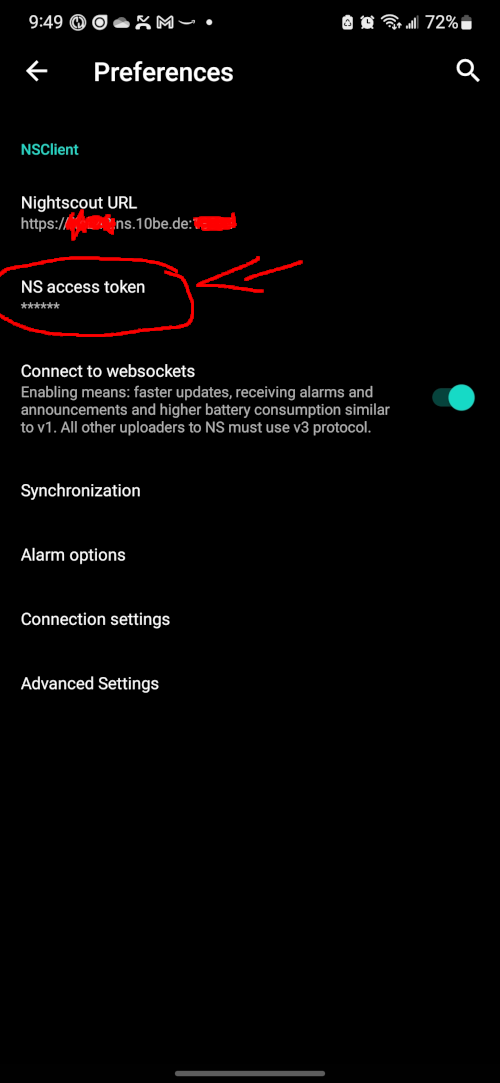 9:49
72%
Preferences
NSClient
Nightscout URL
https://ns.10be.de:
NS access token
******
Connect to websockets
Enabling means: faster updates, receiving alarms and
announcements and higher battery consumption similar
to v1. All other uploaders to NS must use v3 protocol.
Synchronization
Alarm options
Connection settings
Advanced Settings